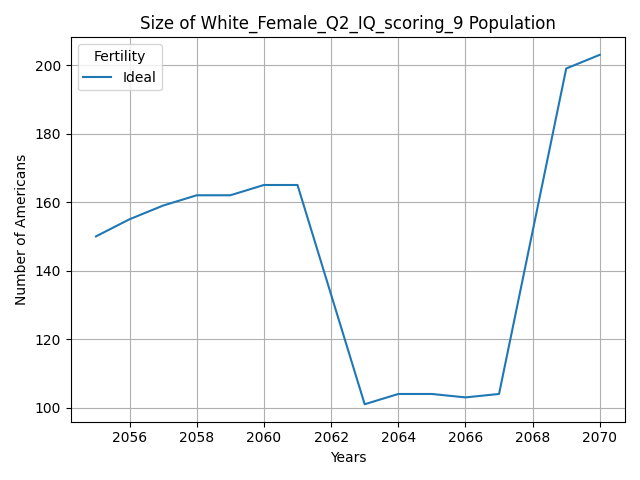 Size of White_Female_Q2_IQ_scoring_9 Population
Fertility
Ideal
Number of Americans
200
180
160
140
120
100
2056 2058 2060 2062 2064 2066 2068 2070
Years